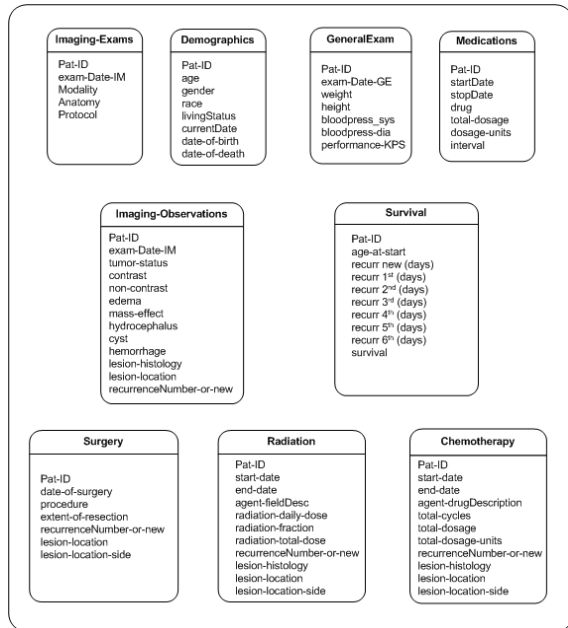 Imaging-Exams
Pat-ID
exam-Date-IM
Modality
Anatomy
Protocol
Demographics
Pat-ID
age
gender
race
livingStatus
currentDate
date-of-birth
date-of-death
GeneralExam
Pat-ID
exam-Date-GE
weight
height
bloodpress_sys
bloodpress-dia
performance-KPS
Medications
Pat-ID
startDate
stopDate
drug
total-dosage
dosage-units
interval
Imaging-Observations
Pat-ID
exam-Date-IM
tumor-status
contrast
non-contrast
edema
mass-effect
hydrocephalus
cyst
hemorrhage
lesion-histology
lesion-location
recurrenceNumber-or-new
Survival
Pat-ID
age-at-start
recurr new (days)
recurr 1st (days)
recurr 2nd (days)
recurr 3rd (days)
recurr 4th (days)
recurr 5th (days)
recurr 6th (days)
survival
Surgery
Pat-ID
date-of-surgery
procedure
extent-of-resection
recurrenceNumber-or-new
lesion-location
lesion-location-side
Radiation
Pat-ID
start-date
end-date
agent-fieldDesc
radiation-daily-dose
radiation-fraction
radiation-total-dose
recurrenceNumber-or-new
lesion-histology
lesion-location
lesion-location-side
Chemotherapy
Pat-ID
start-date
end-date
agent-drugDescription
total-cycles
total-dosage
total-dosage-units
recurrenceNumber-or-new
lesion-histology
lesion-location
lesion-location-side